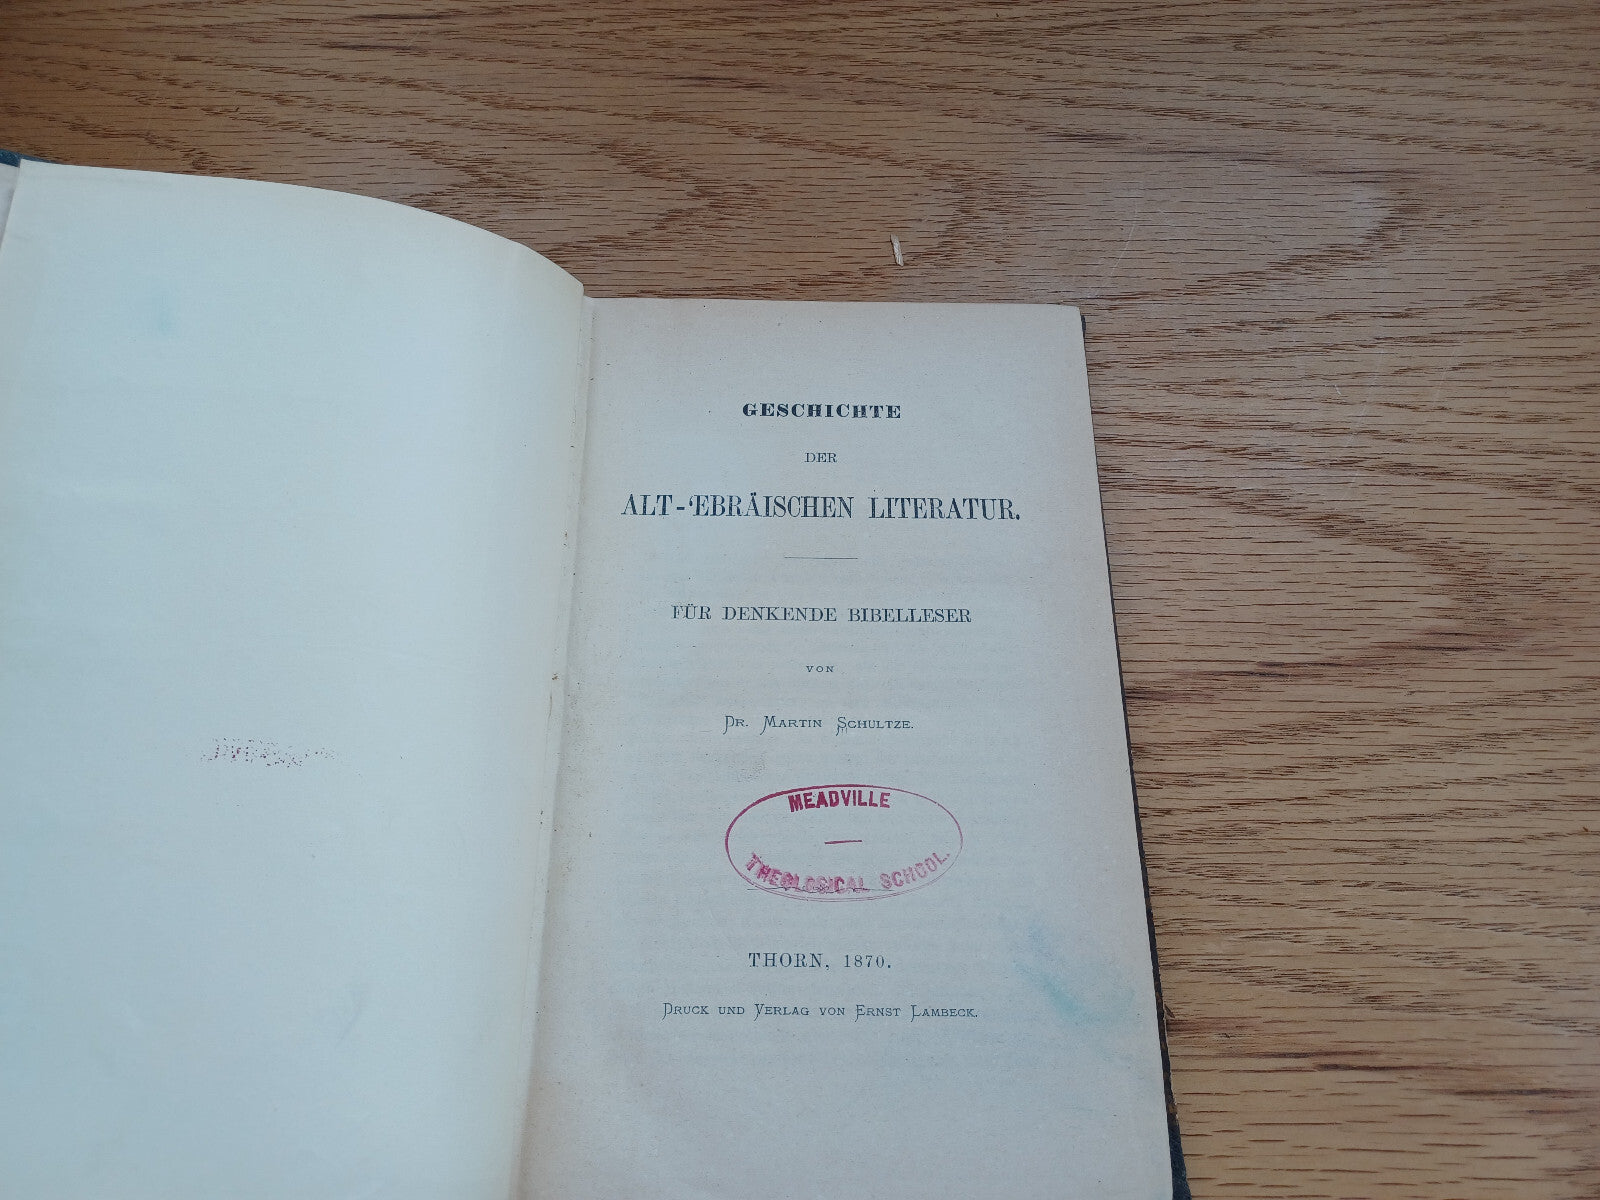 GESCHICHTE
DER
ALT-'EBRÄISCHEN LITERATUR.
FÜR DENKENDE BIBELLESER
VON
DR. MARTIN SCHULTZE.
MEADVILLE
THEOLOGICAL SCHOOL.
THORN, 1870.
DRUCK UND VERLAG VON ERNST LAMBECK.